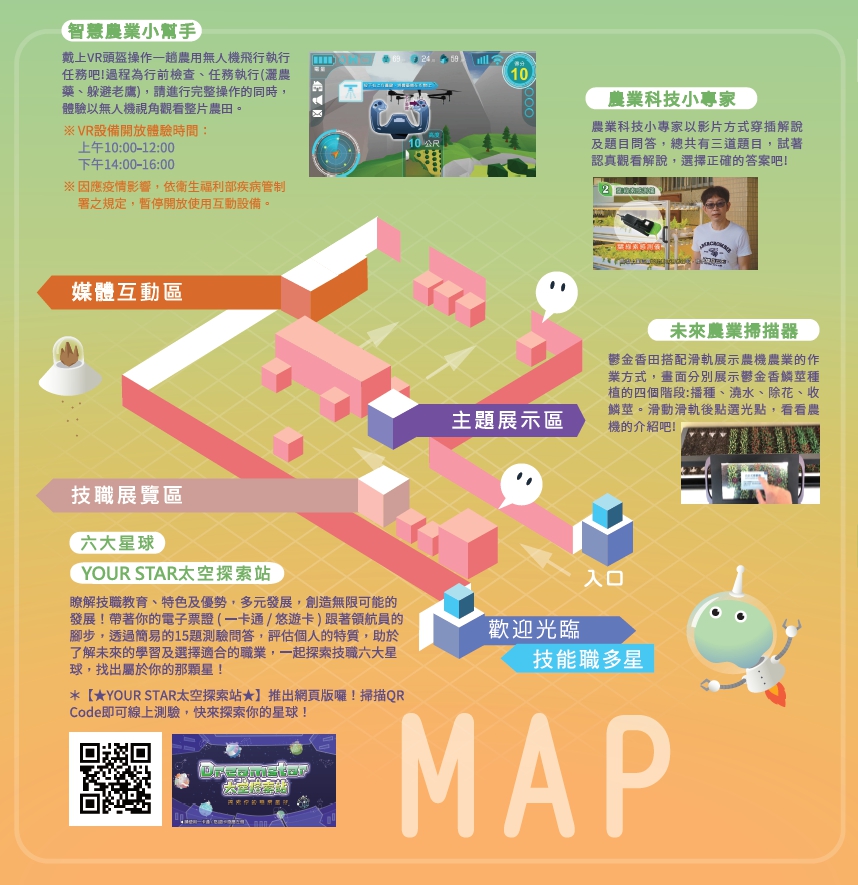 智慧農業小幫手
戴上VR頭盔操作一趟農用無人機飛行執行
任務吧!過程為行前檢查、任務執行(灑農
藥、躲避老鷹)，請進行完整操作的同時，
體驗以無人機視角觀看整片農田。
※ VR設備開放體驗時間：
上午10:00-12:00
下午14:00-16:00
※ 因應疫情影響，依衛生福利部疾病管制
署之規定，暫停開放使用互動設備。
電量
24
59
得分
10
高度
10 公尺
農業科技小專家
農業科技小專家以影片方式穿插解說
及題目問答，總共有三道題目，試著
認真觀看解說，選擇正確的答案吧!
2
葉綠素檢測儀
媒體互動區
未來農業掃描器
鬱金香田搭配滑軌展示農機農業的作
業方式，畫面分別展示鬱金香鱗莖種
植的四個階段:播種、澆水、除花、收
鱗莖。滑動滑軌後點選光點，看看農
機的介紹吧!
主題展示區
技職展覽區
入口
六大星球
YOUR STAR太空探索站
瞭解技職教育、特色及優勢，多元發展，創造無限可能的
發展！帶著你的電子票證 ( 一卡通 / 悠遊卡 ) 跟著領航員的
腳步，透過簡易的15題測驗問答，評估個人的特質，助於
了解未來的學習及選擇適合的職業，一起探索技職六大星
球，找出屬於你的那顆星！
＊【★YOUR STAR太空探索站★】推出網頁版囉！掃描QR
Code即可線上測驗，快來探索你的星球！
歡迎光臨
技能職多星
Dreamstar
太空探索站
MAP